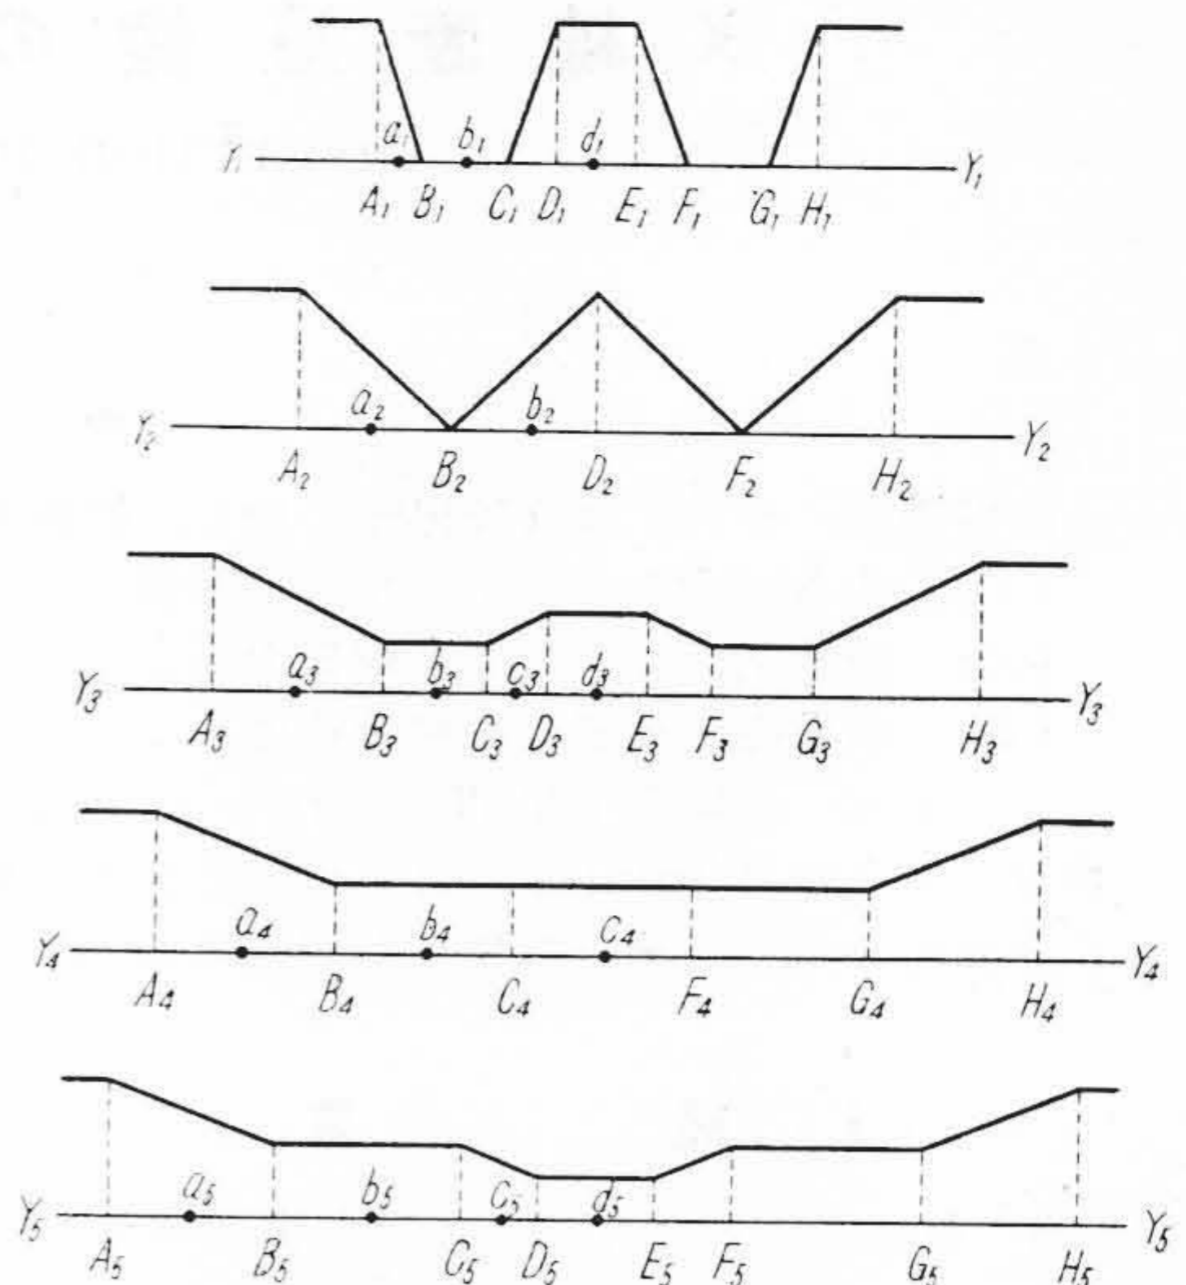 a₁ b₁ d₁
Y₁ Y₁
A₁ B₁ C₁ D₁ E₁ F₁ G₁ H₁
a₂ b₂
Y₂ Y₂
A₂ B₂ D₂ F₂ H₂
a₃ b₃ c₃ d₃
Y₃ Y₃
A₃ B₃ C₃ D₃ E₃ F₃ G₃ H₃
a₄ b₄ c₄
Y₄ Y₄
A₄ B₄ C₄ F₄ G₄ H₄
a₅ b₅ c₅ d₅
Y₅ Y₅
A₅ B₅ C₅ D₅ E₅ F₅ G₅ H₅